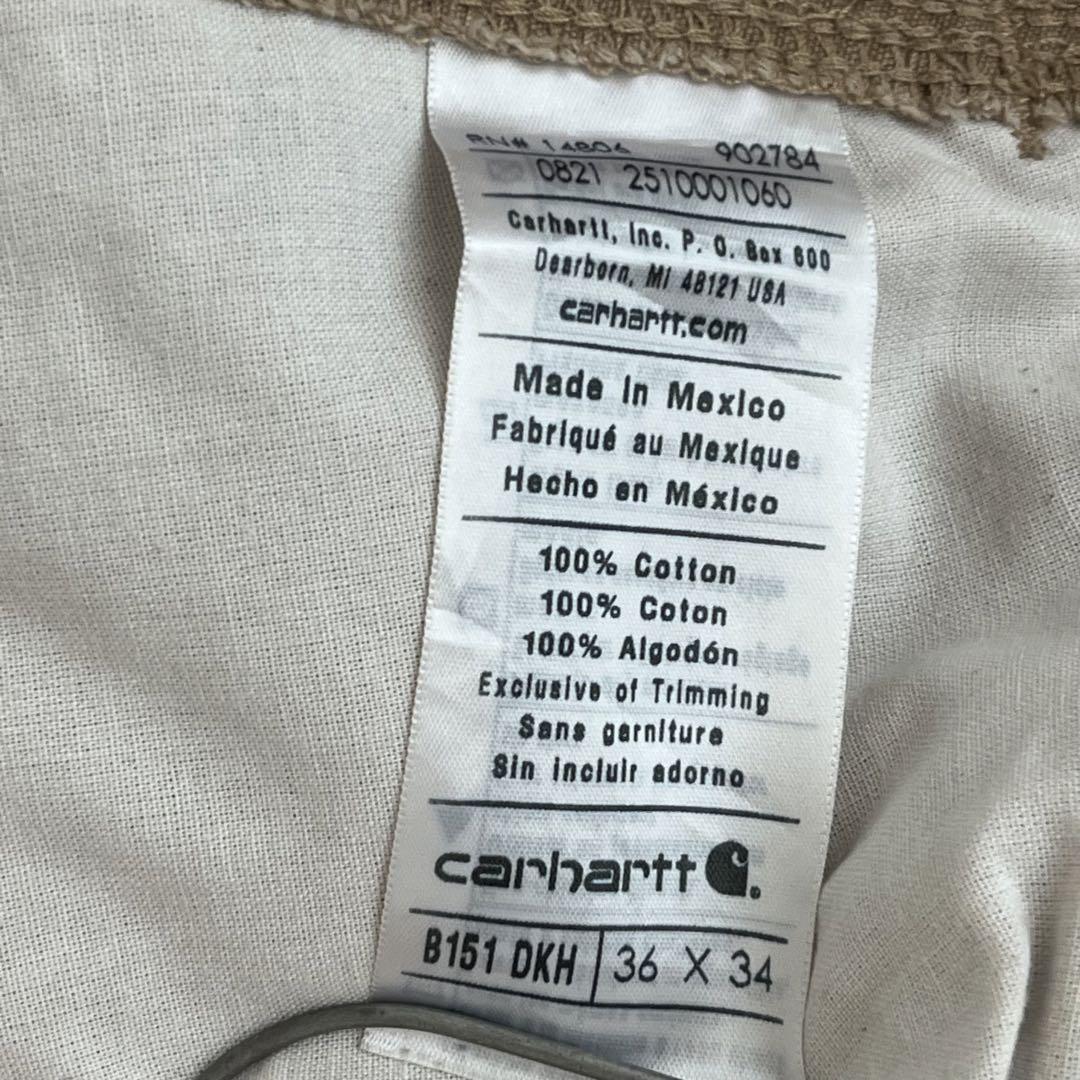 RN# 14806 902784
0821 2510001060
Carhartt, Inc. P. O. Box 600
Dearborn, MI 48121 USA
carhartt.com
Made in Mexico
Fabriqué au Mexique
Hecho en México
100% Cotton
100% Coton
100% Algodón
Exclusive of Trimming
Sans garniture
Sin incluir adorno
carhartt
B151 DKH 36 X 34